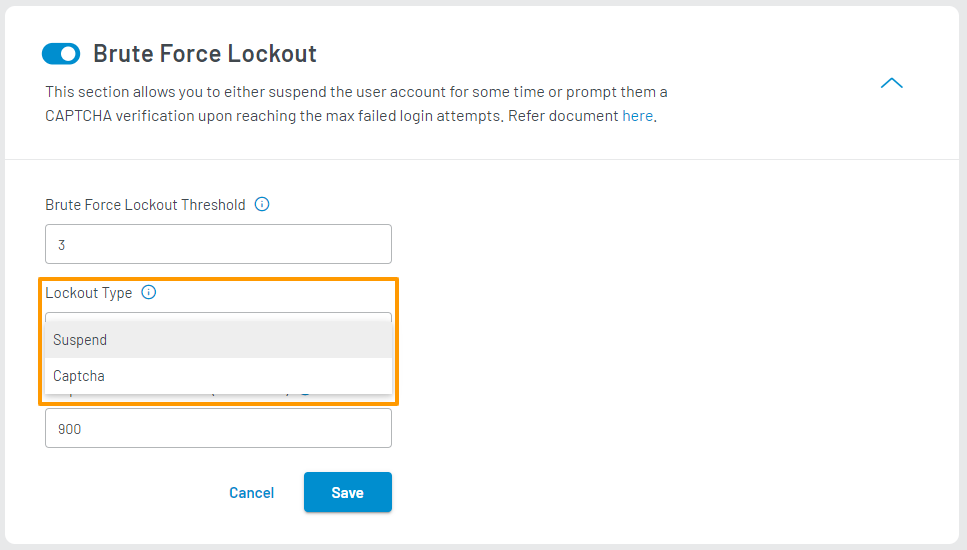 Brute Force Lockout
This section allows you to either suspend the user account for some time or prompt them a
CAPTCHA verification upon reaching the max failed login attempts. Refer document here.
Brute Force Lockout Threshold
3
Lockout Type
Suspend
Captcha
900
Cancel
Save